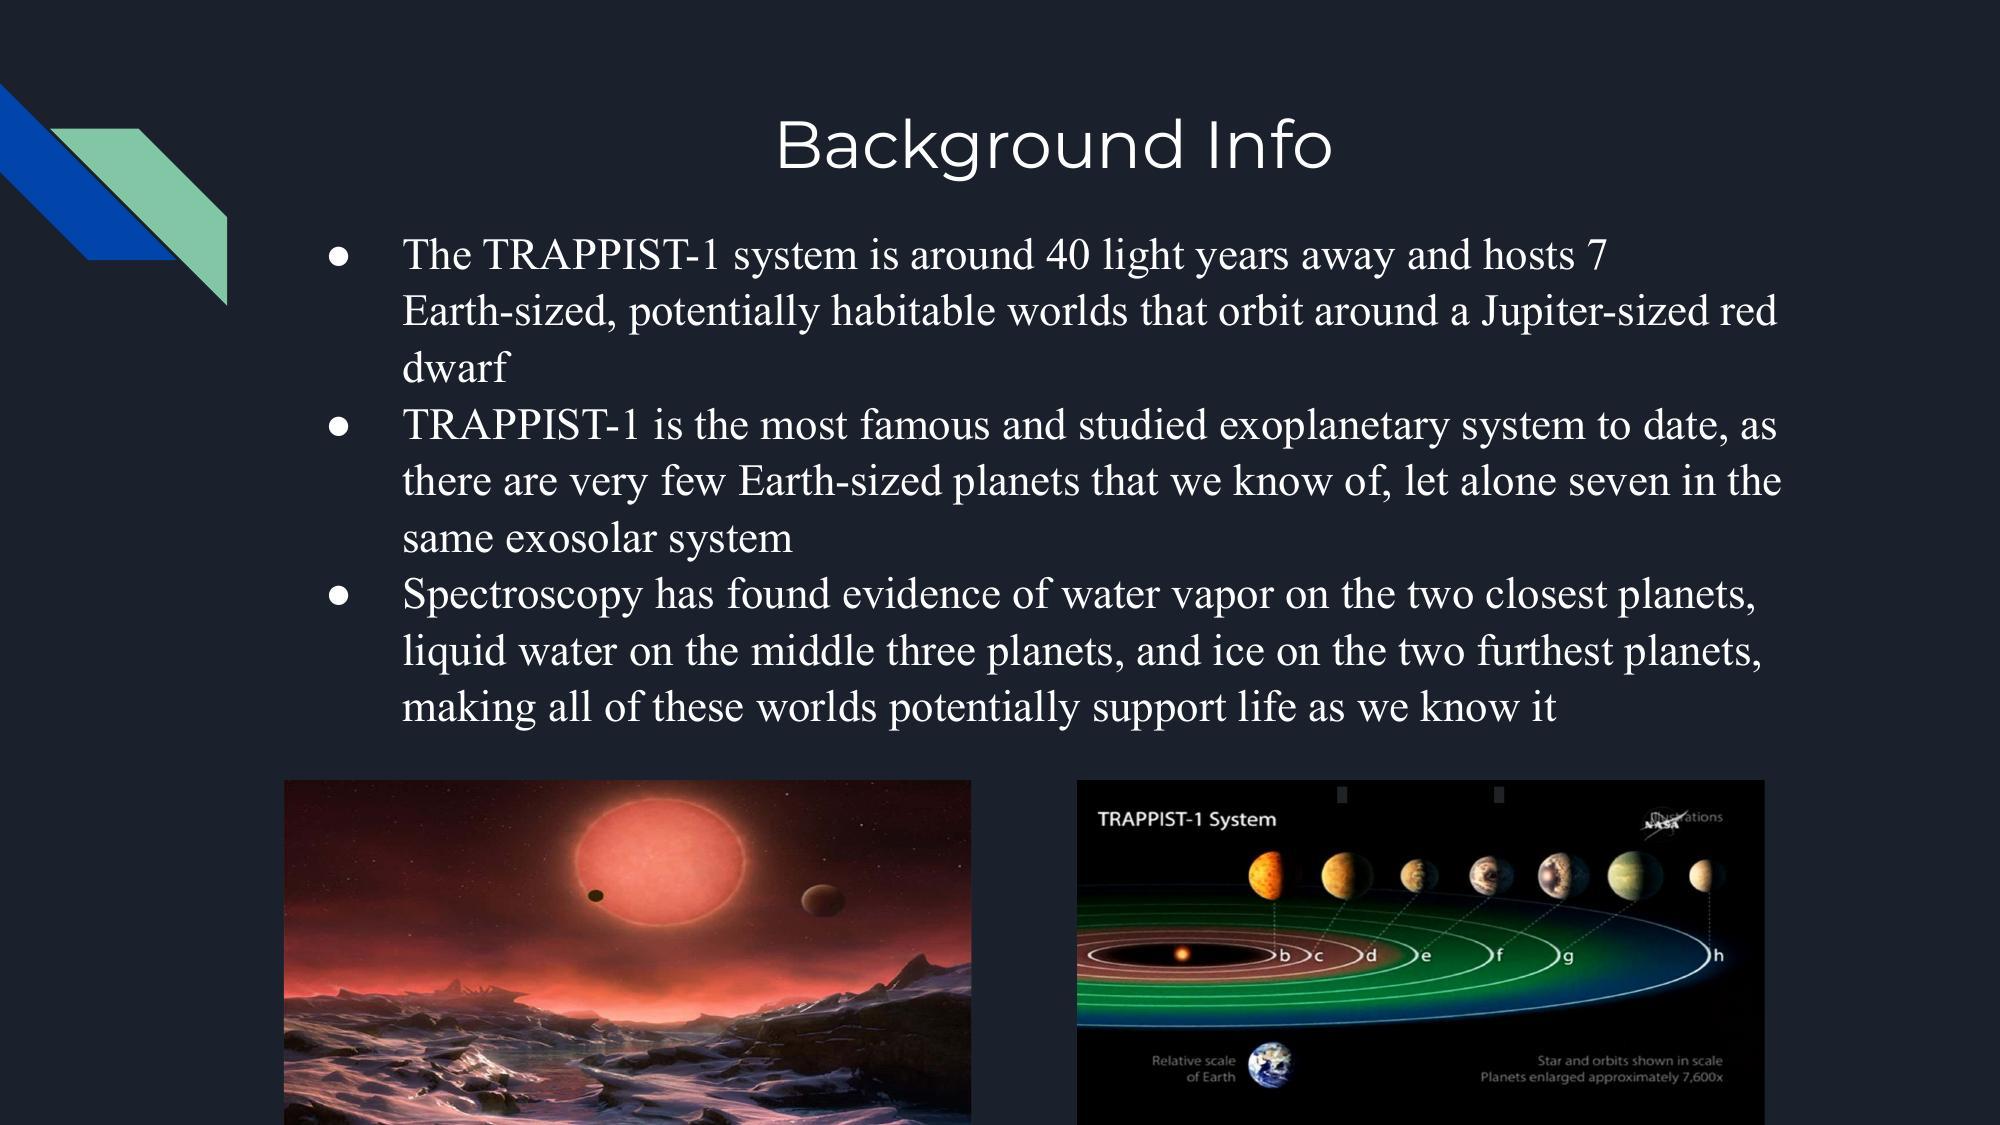 Background Info
● The TRAPPIST-1 system is around 40 light years away and hosts 7
Earth-sized, potentially habitable worlds that orbit around a Jupiter-sized red
dwarf
● TRAPPIST-1 is the most famous and studied exoplanetary system to date, as
there are very few Earth-sized planets that we know of, let alone seven in the
same exosolar system
● Spectroscopy has found evidence of water vapor on the two closest planets,
liquid water on the middle three planets, and ice on the two furthest planets,
making all of these worlds potentially support life as we know it
TRAPPIST-1 System
NASA
Illustrations
b c d e f g h
Relative scale
of Earth
Star and orbits shown in scale
Planets enlarged approximately 7,600x